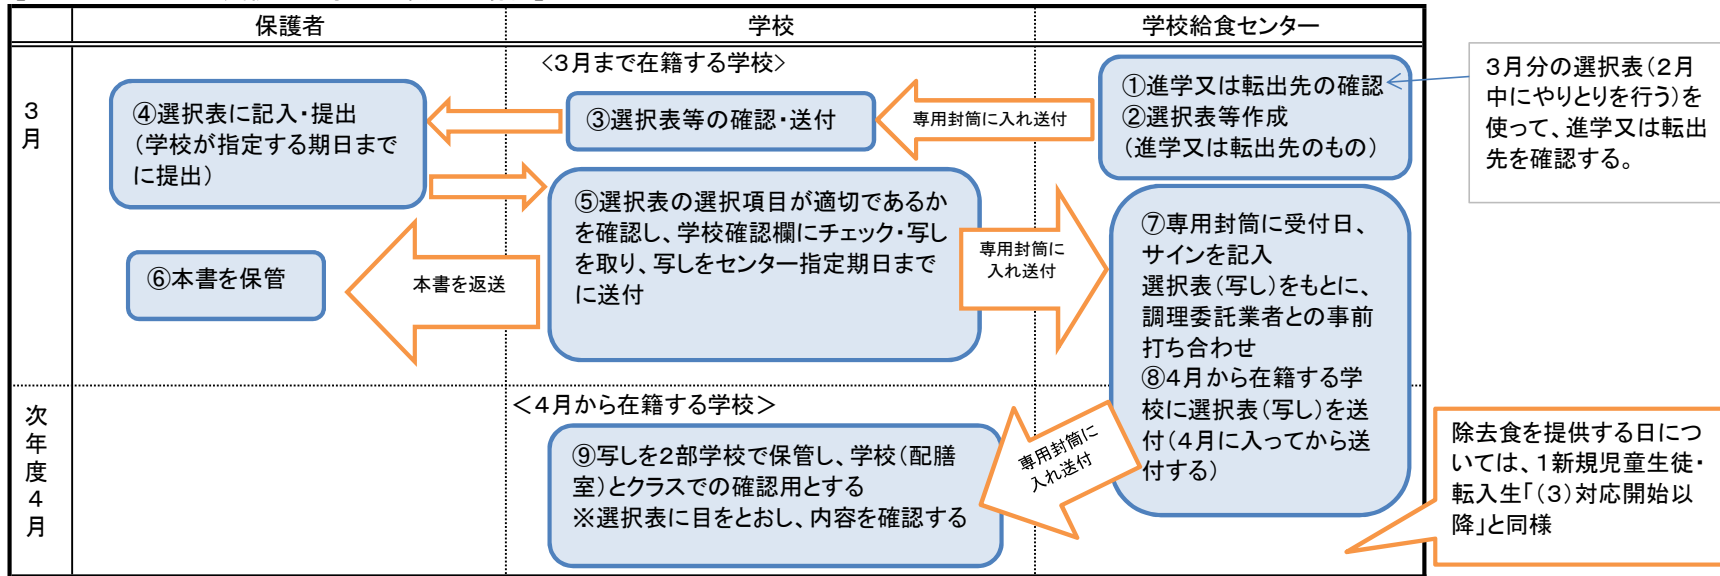 保護者
学校
学校給食センター
3
月
<3月まで在籍する学校>
①進学又は転出先の確認
②選択表等作成
(進学又は転出先のもの)
専用封筒に入れ送付
③選択表等の確認・送付
④選択表に記入・提出
(学校が指定する期日まで
に提出)
⑤選択表の選択項目が適切であるか
を確認し、学校確認欄にチェック・写し
を取り、写しをセンター指定期日まで
に送付
本書を返送
⑥本書を保管
専用封筒に
入れ送付
⑦専用封筒に受付日、
サインを記入
選択表(写し)をもとに、
調理委託業者との事前
打ち合わせ
⑧4月から在籍する学
校に選択表(写し)を送
付(4月に入ってから送
付する)
3月分の選択表(2月
中にやりとりを行う)を
使って、進学又は転出
先を確認する。
次
年
度
4
月
<4月から在籍する学校>
専用封筒に
入れ送付
⑨写しを2部学校で保管し、学校(配膳
室)とクラスでの確認用とする
※選択表に目をとおし、内容を確認する
除去食を提供する日につ
いては、1新規児童生徒・
転入生「(3)対応開始以
降」と同様